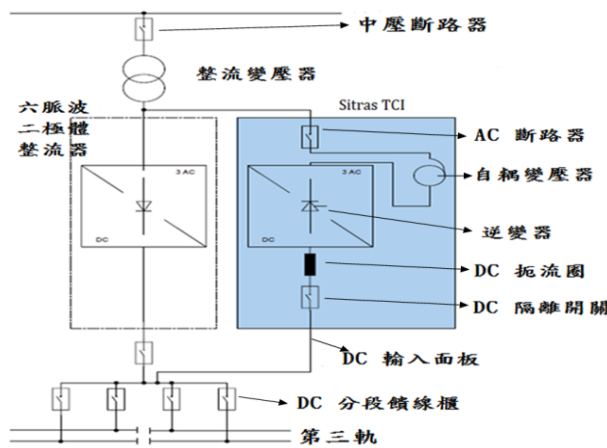 中壓斷路器
整流變壓器
六脈波
二極體
整流器
Sitras TCI
AC 斷路器
3 AC
3 AC
自耦變壓器
逆變器
DC
DC
DC 扼流圈
DC 隔離開關
DC 輸入面板
DC 分段饋線櫃
第三軌